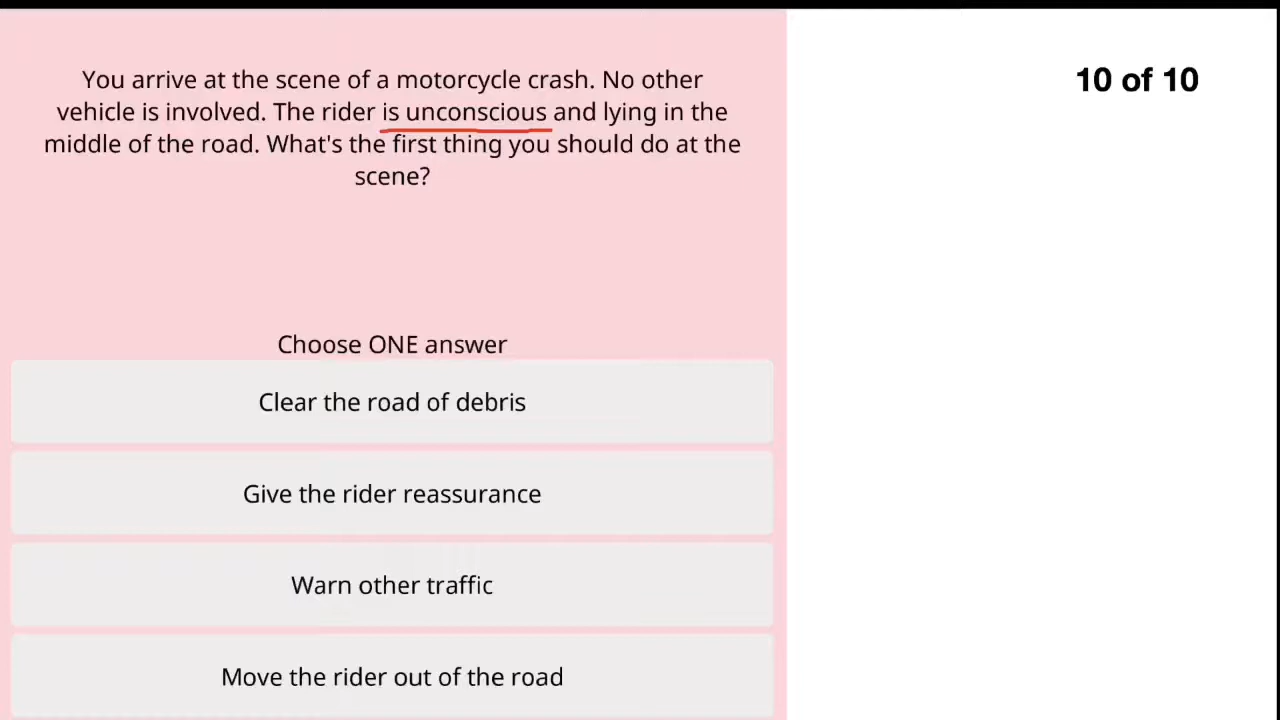 You arrive at the scene of a motorcycle crash. No other
vehicle is involved. The rider is unconscious and lying in the
middle of the road. What's the first thing you should do at the
scene?
10 of 10
Choose ONE answer
Clear the road of debris
Give the rider reassurance
Warn other traffic
Move the rider out of the road